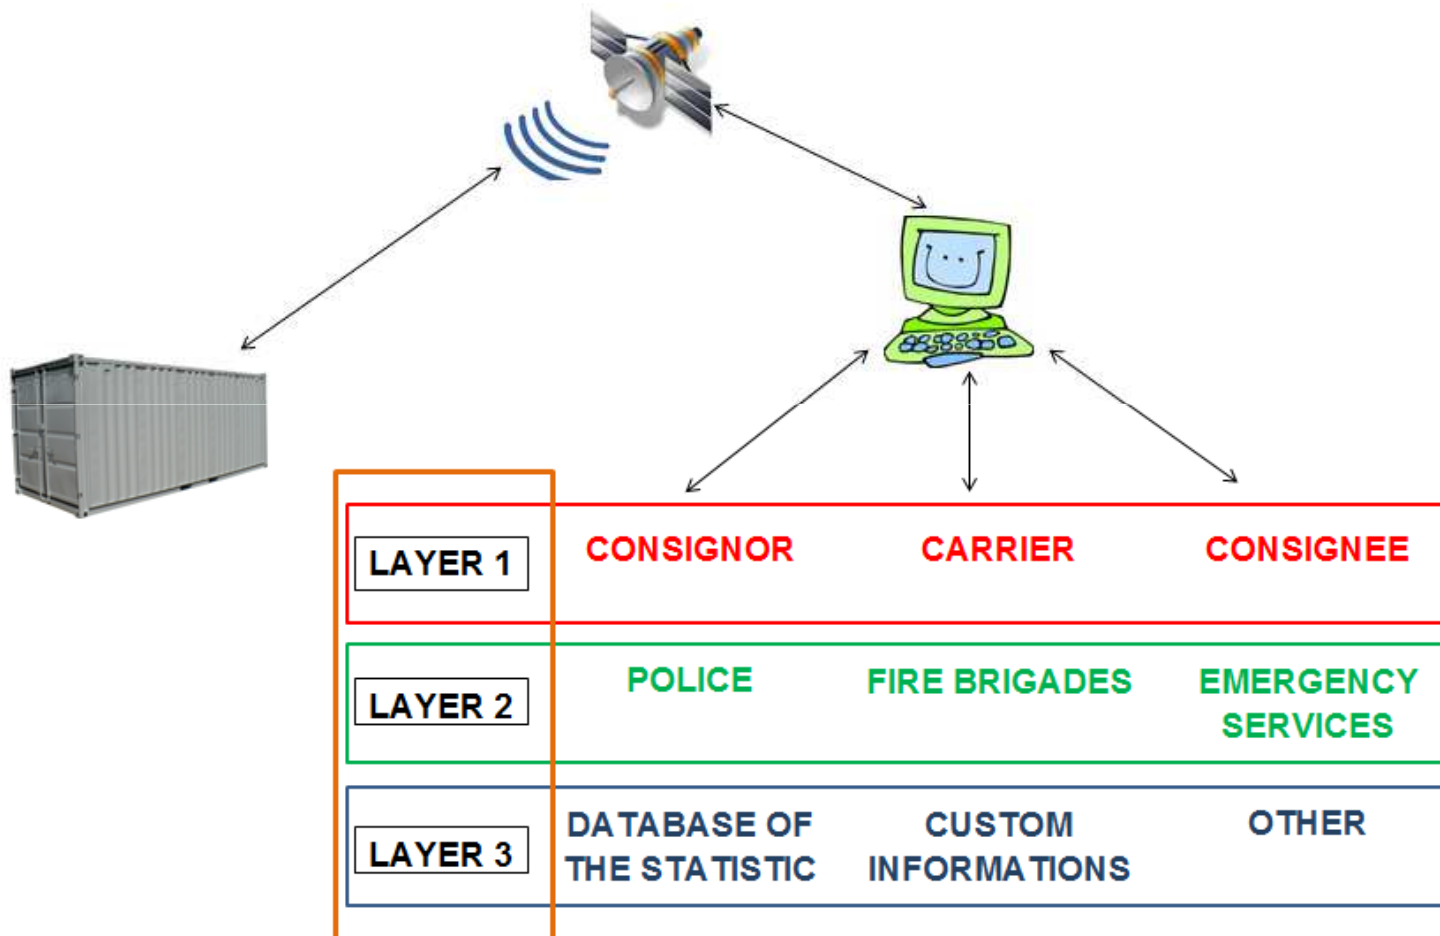 LAYER 1
CONSIGNOR
CARRIER
CONSIGNEE
LAYER 2
POLICE
FIRE BRIGADES
EMERGENCY
SERVICES
LAYER 3
DATABASE OF
THE STATISTIC
CUSTOM
INFORMATIONS
OTHER